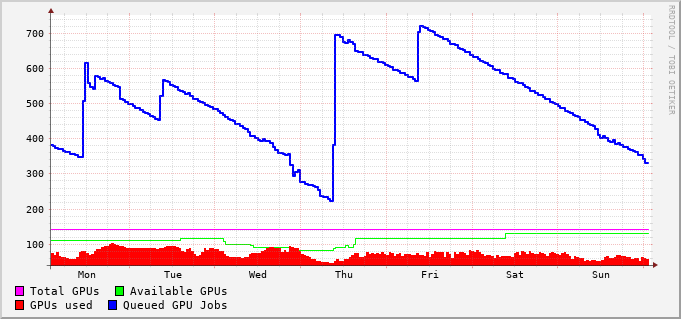 700
600
500
400
300
200
100
Mon Tue Wed Thu Fri Sat Sun
Total GPUs Available GPUs
GPUs used Queued GPU Jobs
RRDTOOL / TOBI OETIKER